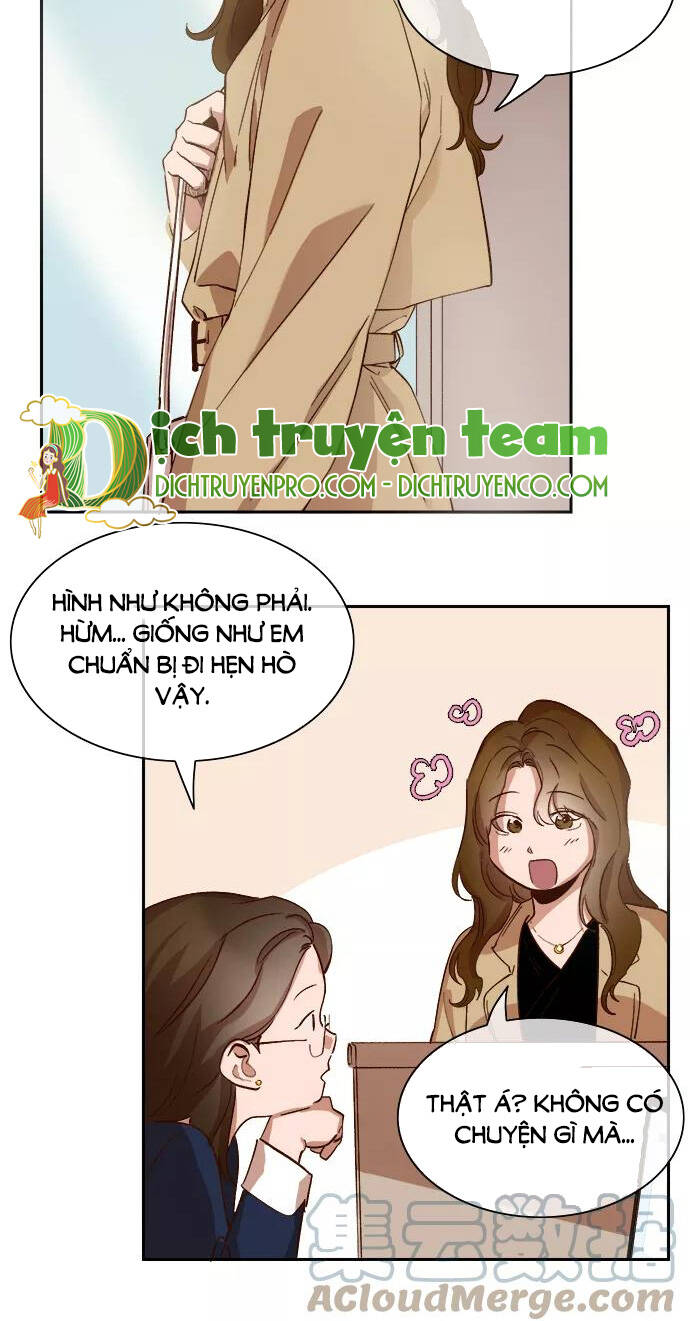 Dịch truyện team
DICHTRUYENPRO.COM - DICHTRUYENCO.COM
HÌNH NHƯ KHÔNG PHẢI.
HỪM... GIỐNG NHƯ EM
CHUẨN BỊ ĐI HẸN HÒ
VẬY.
THẬT Á? KHÔNG CÓ
CHUYỆN GÌ MÀ...
集云数据
ACloudMerge.com